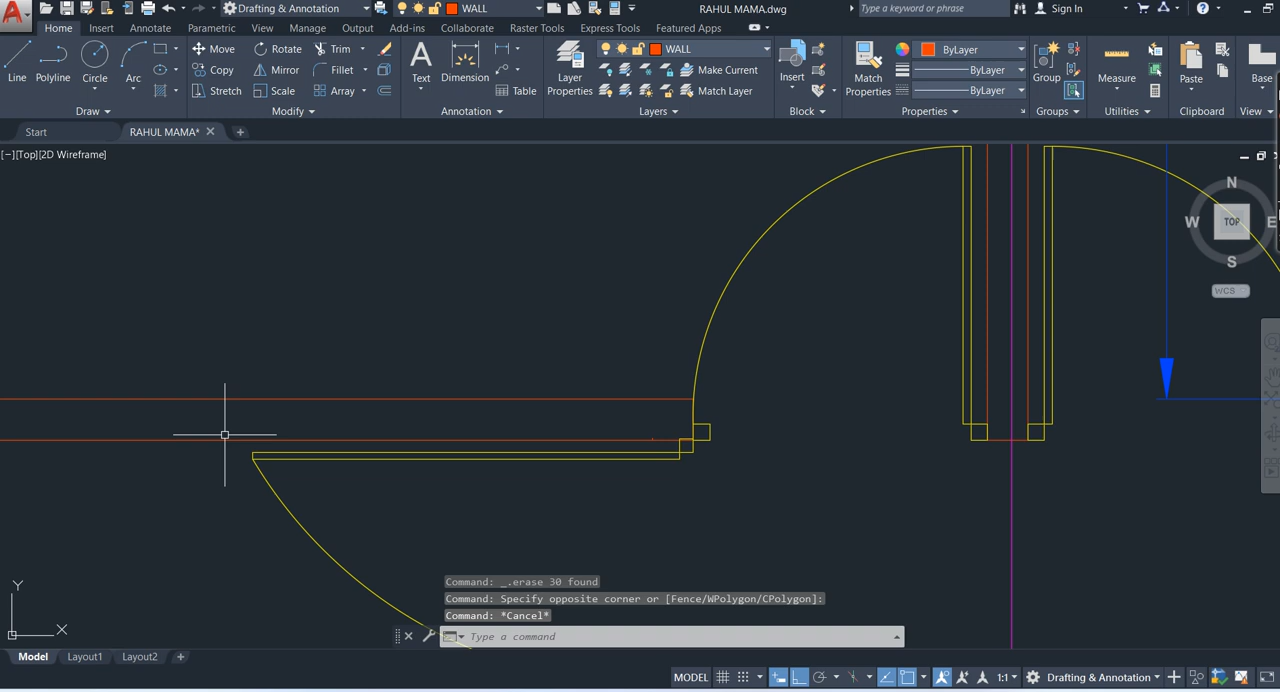 Drafting & Annotation WALL RAHUL MAMA.dwg Type a keyword or phrase Sign In
Home Insert Annotate Parametric View Manage Output Add-ins Collaborate Express Tools Featured Apps
Line Polyline Circle Arc Move Rotate Trim Text Dimension Layer Properties WALL Insert Match Properties ByLayer Group Measure Paste Base
Copy Mirror Fillet Make Current ByLayer
Stretch Scale Array Table Match Layer ByLayer
Draw Modify Annotation Layers Block Properties Groups Utilities Clipboard View
Start RAHUL MAMA*
[−][Top][2D Wireframe]
N
W TOP E
S
WCS
Y
X
Command: _.erase 30 found
Command: Specify opposite corner or [Fence/WPolygon/CPolygon]:
Command: *Cancel*
Type a command
Model Layout1 Layout2
MODEL 1:1 Drafting & Annotation